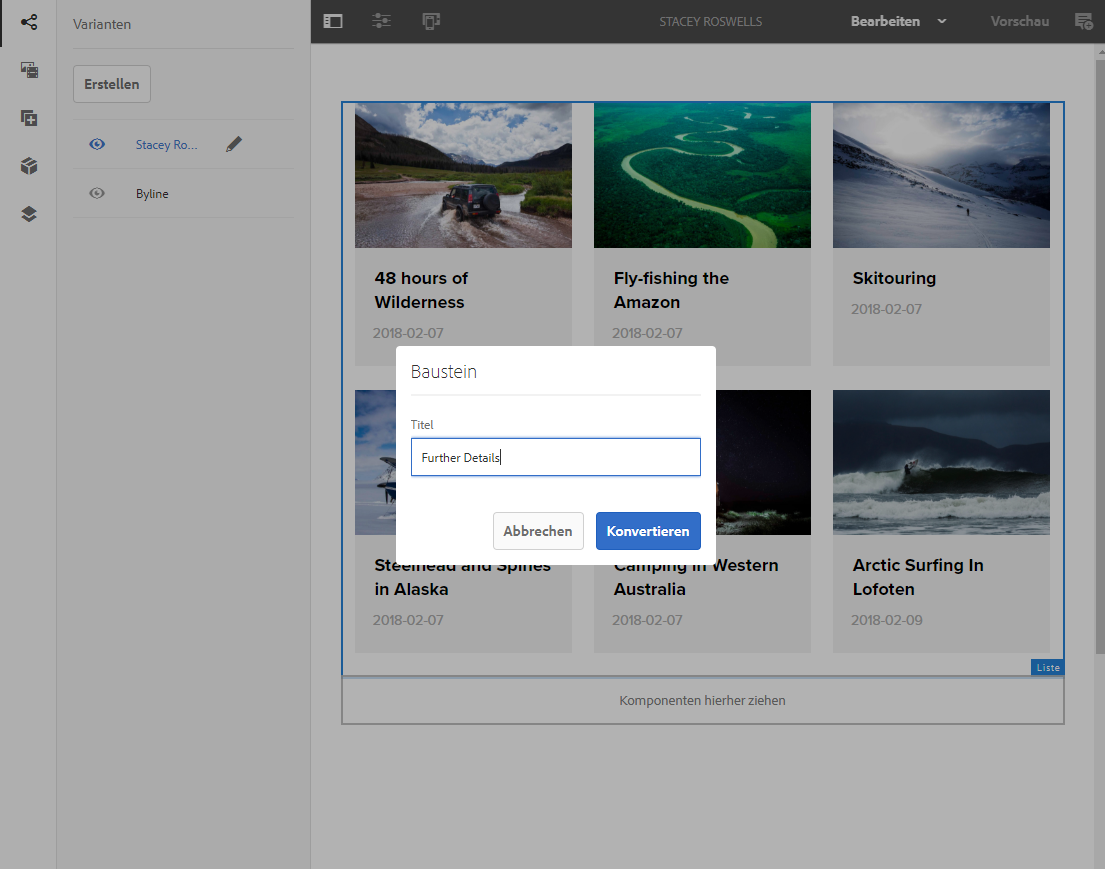 Varianten
STACEY ROSWELLS
Bearbeiten
Vorschau
Erstellen
Stacey Ro...
Byline
48 hours of
Wilderness
2018-02-07
Fly-fishing the
Amazon
2018-02-07
Skitouring
2018-02-07
Baustein
Titel
Further Details
Abbrechen
Konvertieren
Steelhead and Spines
in Alaska
2018-02-07
Camping in Western
Australia
2018-02-07
Arctic Surfing In
Lofoten
2018-02-09
Liste
Komponenten hierher ziehen